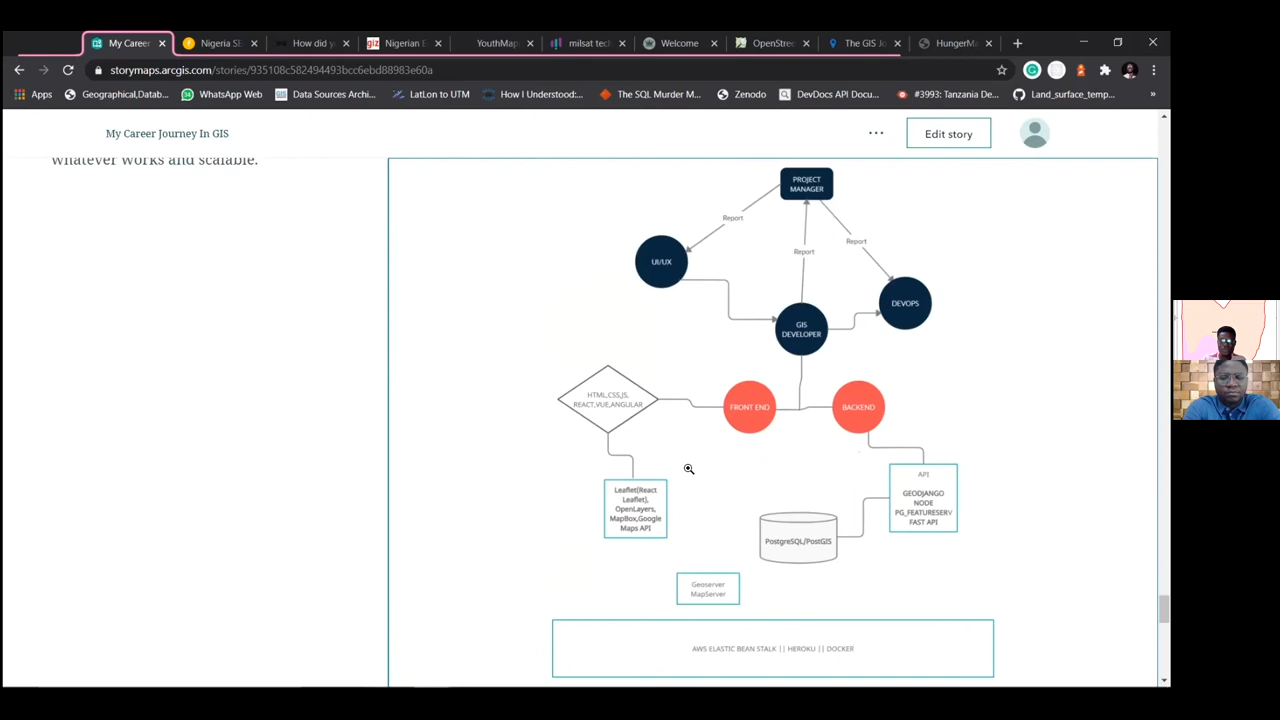 My Career
Nigeria SE
How did y
giz
Nigerian E
YouthMap
milsat tech
Welcome
OpenStree
The GIS Jo
HungerMa
storymaps.arcgis.com/stories/935108c582494493bcc6ebd88983e60a
Apps
Geographical,Datab...
WhatsApp Web
Data Sources Archi...
LatLon to UTM
How I Understood:...
The SQL Murder M...
Zenodo
DevDocs API Docu...
#3993: Tanzania De...
Land_surface_temp...
My Career Journey In GIS
Edit story
whatever works and scalable.
PROJECT
MANAGER
Report
Report
Report
UI/UX
DEVOPS
GIS
DEVELOPER
HTML,CSS,JS,
REACT,VUE,ANGULAR
FRONT END
BACKEND
Leaflet(React
Leaflet),
OpenLayers,
MapBox,Google
Maps API
API
GEODJANGO
NODE
PG_FEATURESERV
FAST API
PostgreSQL/PostGIS
Geoserver
MapServer
AWS ELASTIC BEAN STALK || HEROKU || DOCKER